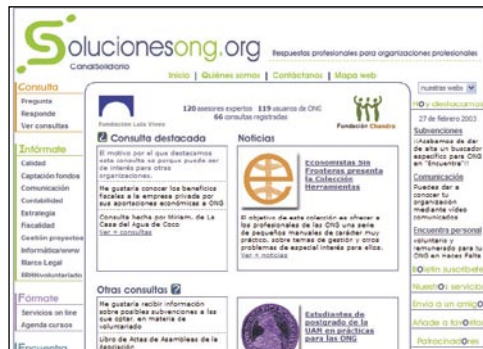 Solucionesong.org
CanalSolidario
Respuestas profesionales para organizaciones profesionales
Inicio | Quiénes somos | Contáctanos | Mapa web
Consulta
Pregunta
Responde
Ver consultas
Infórmate
Calidad
Captación fondos
Comunicación
Contabilidad
Estrategia
Fiscalidad
Gestión proyectos
Informática/www
Marco Legal
RRHH/voluntariado
Fórmate
Servicios on line
Agenda cursos
Encuentra
Fundación Luis Vives
120 asesores expertos 119 usuarios de ONG
66 consultas registradas
Fundación Chandra
Consulta destacada
El motivo por el que destacamos
esta consulta es porque puede ser
de interés para otras
organizaciones.
Me gustaría conocer los beneficios
fiscales a la empresa privada por
sus aportaciones económicas a ONG
Consulta hecha por Miriam, de La
Casa del Agua de Coco
Ver + consultas
Noticias
Economistas Sin
Fronteras presenta
la Colección
Herramientas
El objetivo de esta colección es ofrecer a
los profesionales de las ONG una serie
de pequeños manuales de carácter muy
práctico, sobre temas de gestión y otros
problemas de especial interés para ellos.
Ver + noticias
Otras consultas
Me gustaría recibir información
sobre posibles subvenciones a las
que optar, en materia de
voluntariado
Libro de Actas de Asambleas de la
Asociación
Estudiantes de
postgrado de la
UAM en prácticas
para las ONG
nuestras webs
Hoy destacamos
27 de febrero 2003
Subvenciones
¡¡Acabamos de dar
de alta un buscador
específico para ONG
en "Encuentra"!!
Comunicación
Puedes dar a
conocer tu
organización
mediante vídeo
comunicados
Encuentra personal
voluntario y
remunerado para tu
ONG en Haces Falta
Boletín suscríbete
Nuestros servicios
Envía a un amigo
Añade a favoritos
Patrocinadores